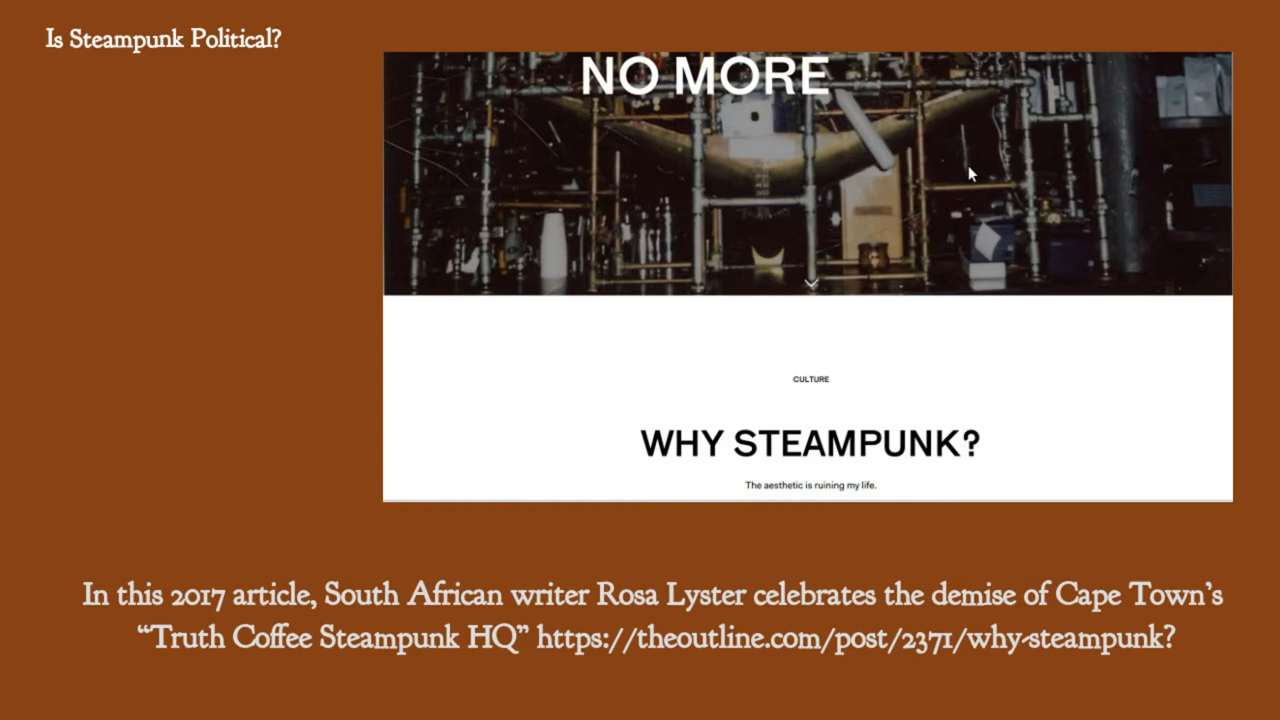 Is Steampunk Political?
NO MORE
CULTURE
WHY STEAMPUNK?
The aesthetic is ruining my life.
In this 2017 article, South African writer Rosa Lyster celebrates the demise of Cape Town's
“Truth Coffee Steampunk HQ” https://theoutline.com/post/2371/why-steampunk?